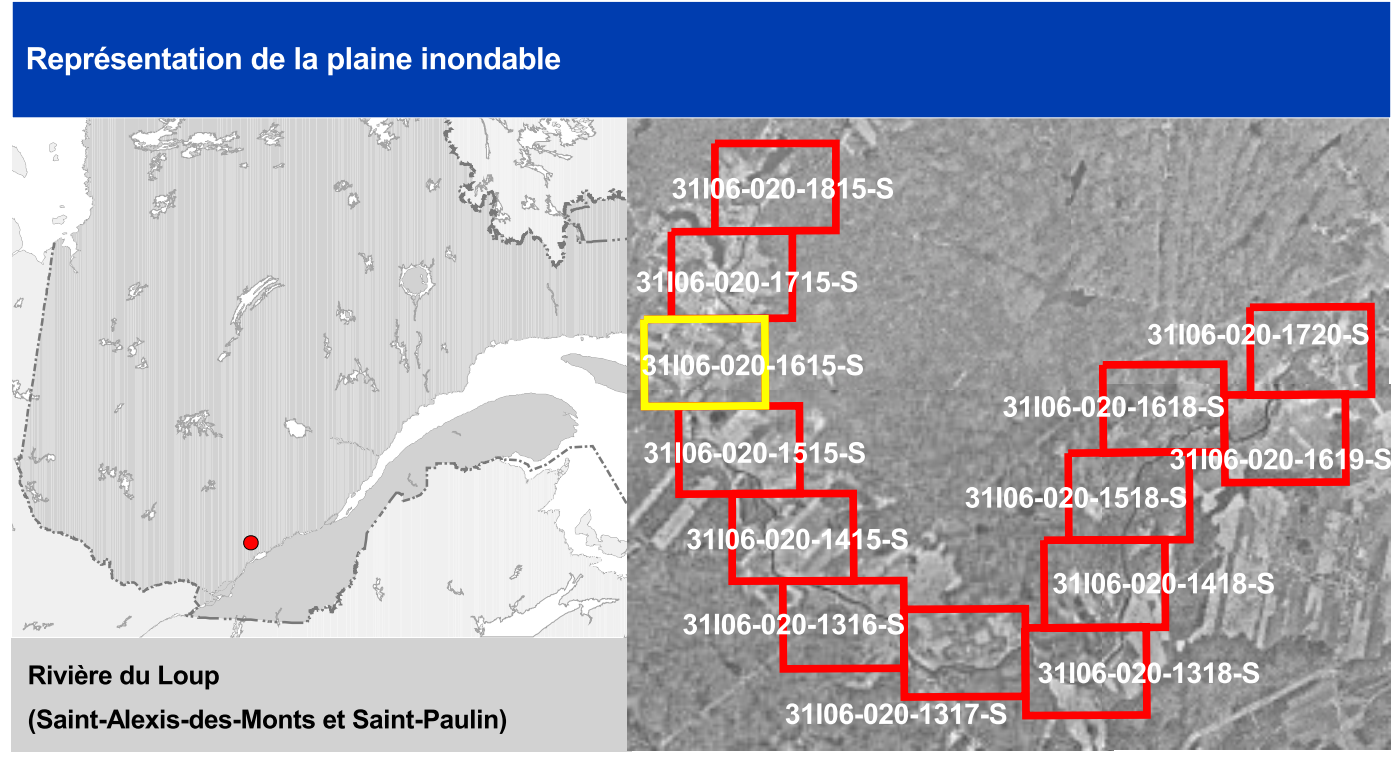 Représentation de la plaine inondable
31I06-020-1815-S
31I06-020-1715-S
31I06-020-1720-S
31I06-020-1615-S
31I06-020-1618-S
31I06-020-1515-S
31I06-020-1619-S
31I06-020-1518-S
31I06-020-1415-S
31I06-020-1418-S
31I06-020-1316-S
31I06-020-1318-S
31I06-020-1317-S
Rivière du Loup
(Saint-Alexis-des-Monts et Saint-Paulin)